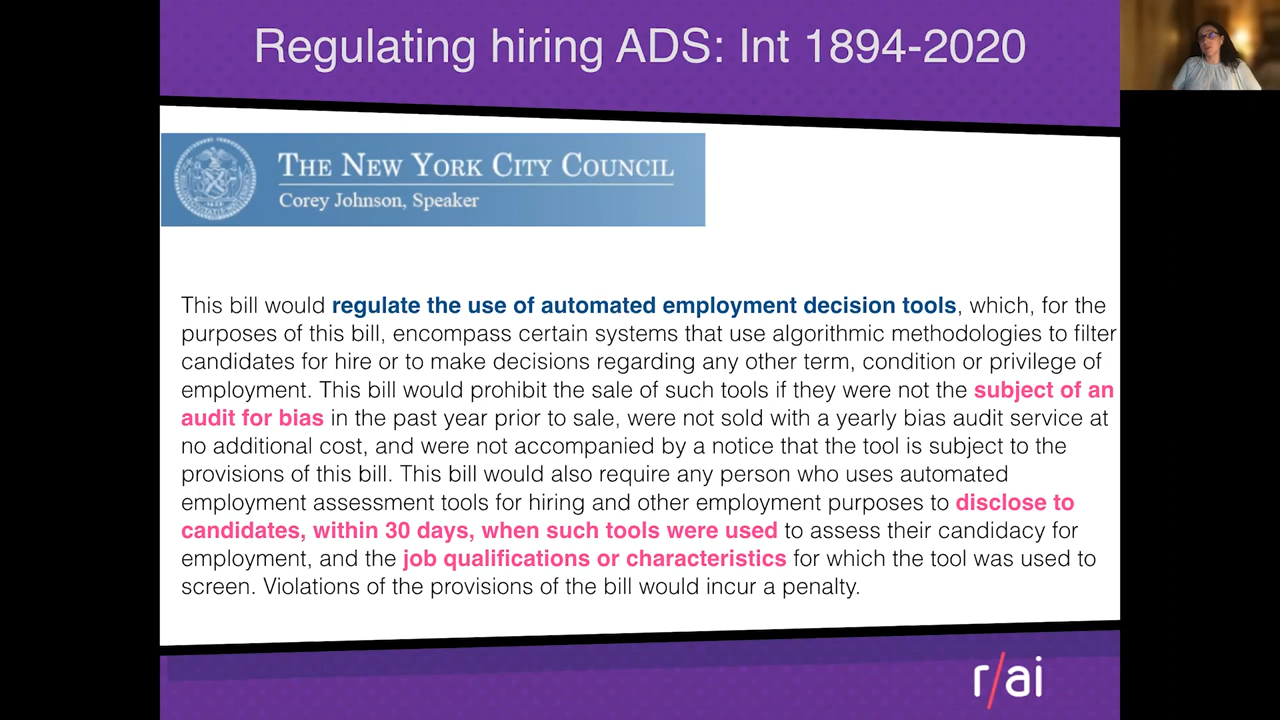 Regulating hiring ADS: Int 1894-2020
THE NEW YORK CITY COUNCIL
Corey Johnson, Speaker
This bill would regulate the use of automated employment decision tools, which, for the
purposes of this bill, encompass certain systems that use algorithmic methodologies to filter
candidates for hire or to make decisions regarding any other term, condition or privilege of
employment. This bill would prohibit the sale of such tools if they were not the subject of an
audit for bias in the past year prior to sale, were not sold with a yearly bias audit service at
no additional cost, and were not accompanied by a notice that the tool is subject to the
provisions of this bill. This bill would also require any person who uses automated
employment assessment tools for hiring and other employment purposes to disclose to
candidates, within 30 days, when such tools were used to assess their candidacy for
employment, and the job qualifications or characteristics for which the tool was used to
screen. Violations of the provisions of the bill would incur a penalty.
r/ai